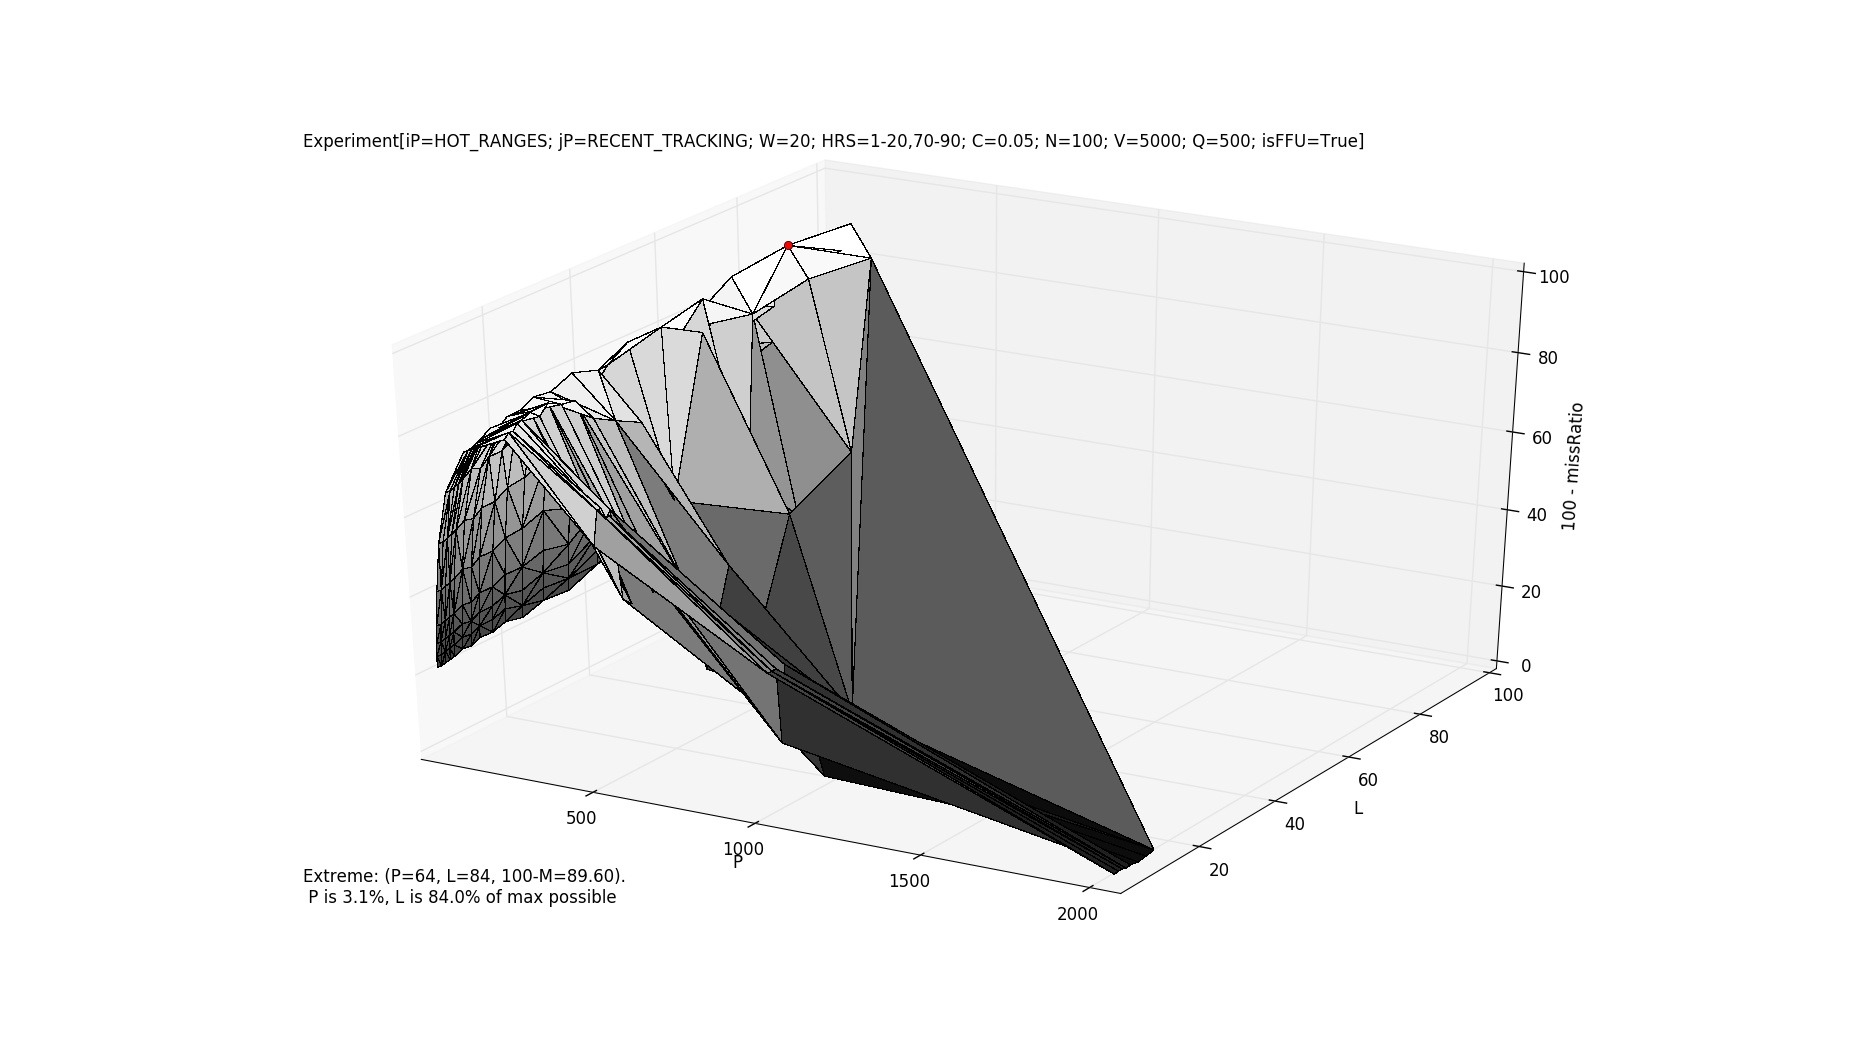 Experiment[iP=HOT_RANGES; jP=RECENT_TRACKING; W=20; HRS=1-20,70-90; C=0.05; N=100; V=5000; Q=500; isFFU=True]
100
80
60
40
20
0
100 - missRatio
100
80
60
40
20
L
500
1000
1500
2000
P
Extreme: (P=64, L=84, 100-M=89.60).
P is 3.1%, L is 84.0% of max possible